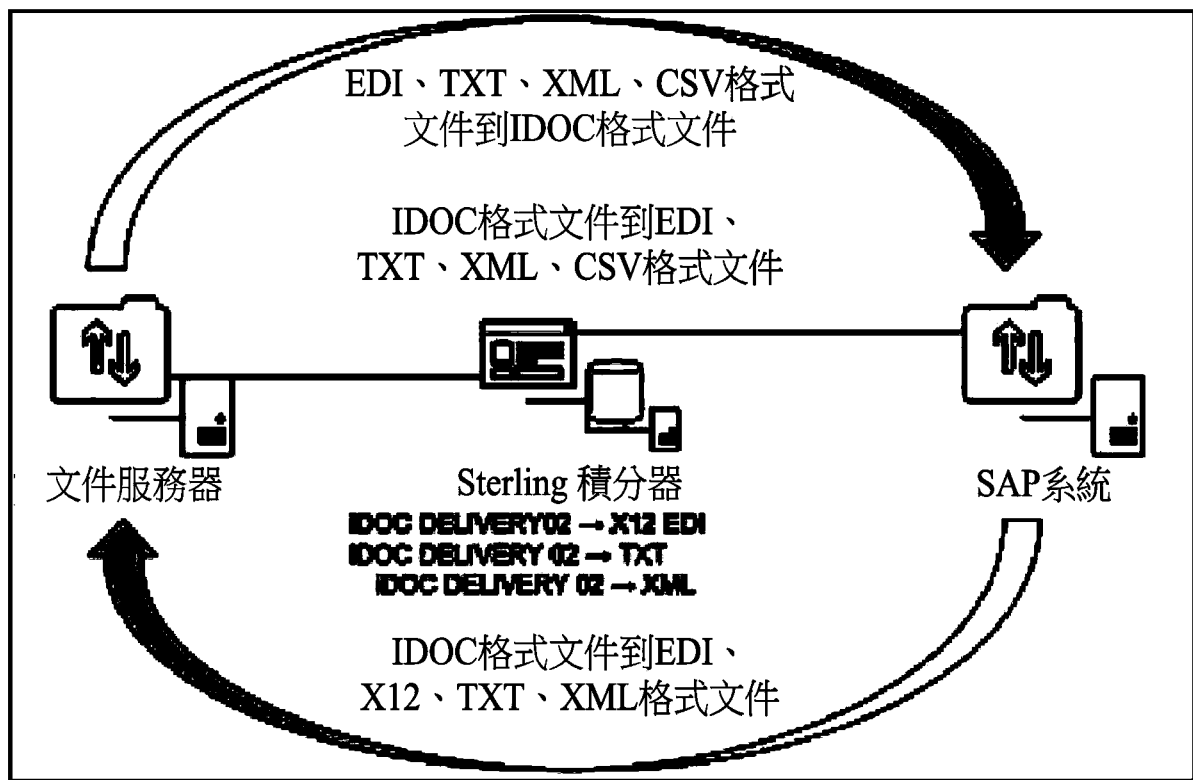 EDI、TXT、XML、CSV格式
文件到IDOC格式文件
IDOC格式文件到EDI、
TXT、XML、CSV格式文件
文件服務器
Sterling 積分器
SAP系統
IDOC DELIVERY02 → X12 EDI
IDOC DELIVERY 02 → TXT
IDOC DELIVERY 02 → XML
IDOC格式文件到EDI、
X12、TXT、XML格式文件